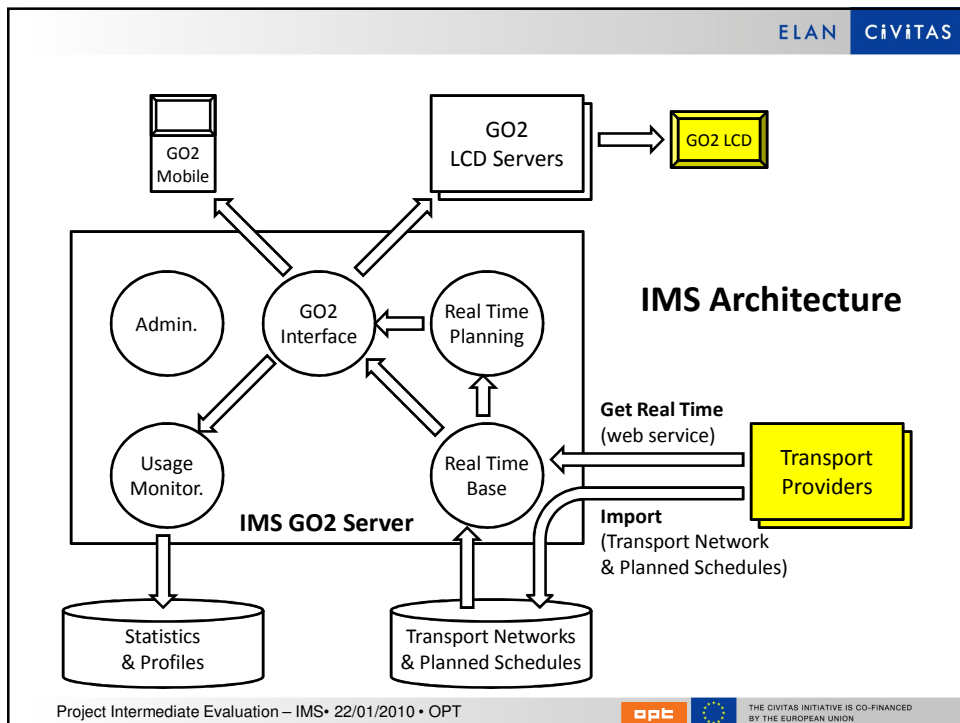 ELAN CiViTAS
GO2
Mobile
GO2
LCD Servers
GO2 LCD
IMS Architecture
Admin.
GO2
Interface
Real Time
Planning
Get Real Time
(web service)
Usage
Monitor.
Real Time
Base
Transport
Providers
IMS GO2 Server
Import
(Transport Network
& Planned Schedules)
Statistics
& Profiles
Transport Networks
& Planned Schedules
Project Intermediate Evaluation – IMS• 22/01/2010 • OPT
opt
THE CIVITAS INITIATIVE IS CO-FINANCED
BY THE EUROPEAN UNION